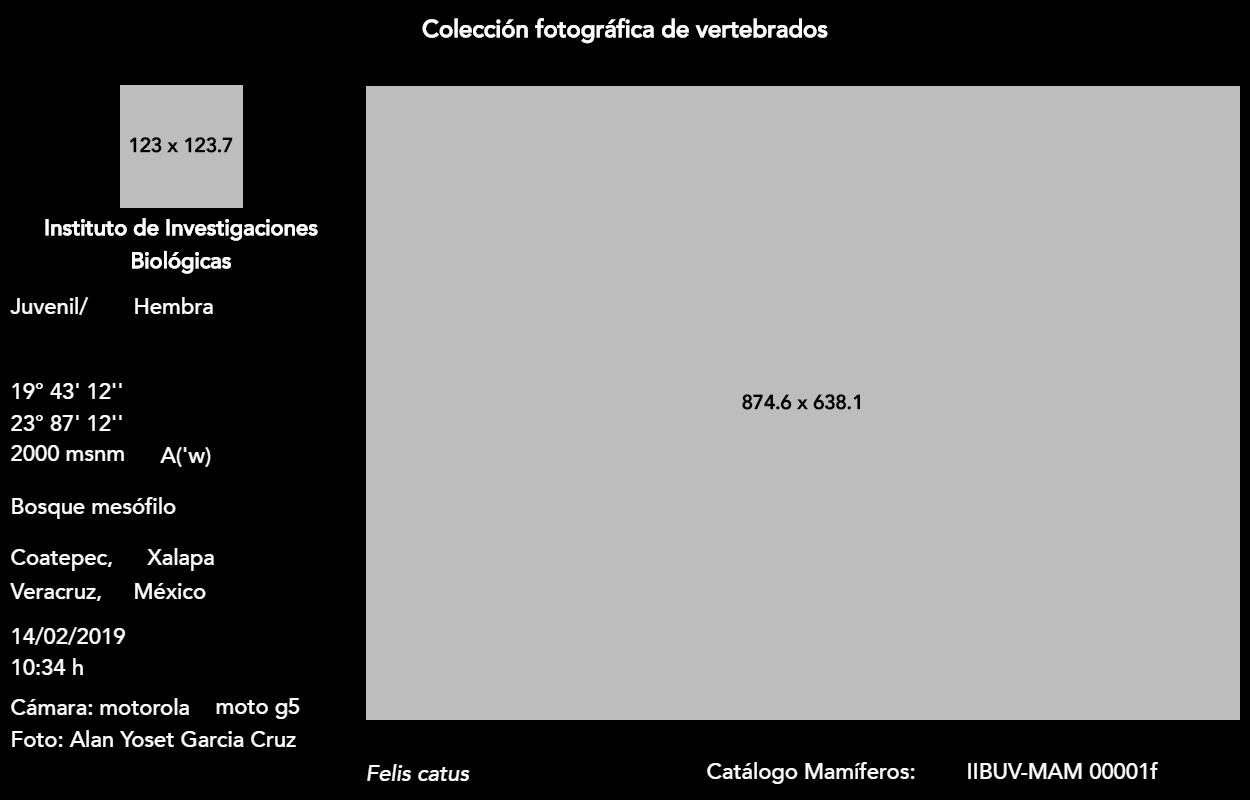 Colección fotográfica de vertebrados
123 x 123.7
Instituto de Investigaciones
Biológicas
Juvenil/ Hembra
19° 43' 12''
23° 87' 12''
2000 msnm A('w)
Bosque mesófilo
Coatepec, Xalapa
Veracruz, México
14/02/2019
10:34 h
Cámara: motorola moto g5
Foto: Alan Yoset Garcia Cruz
874.6 x 638.1
Felis catus
Catálogo Mamíferos: IIBUV-MAM 00001f